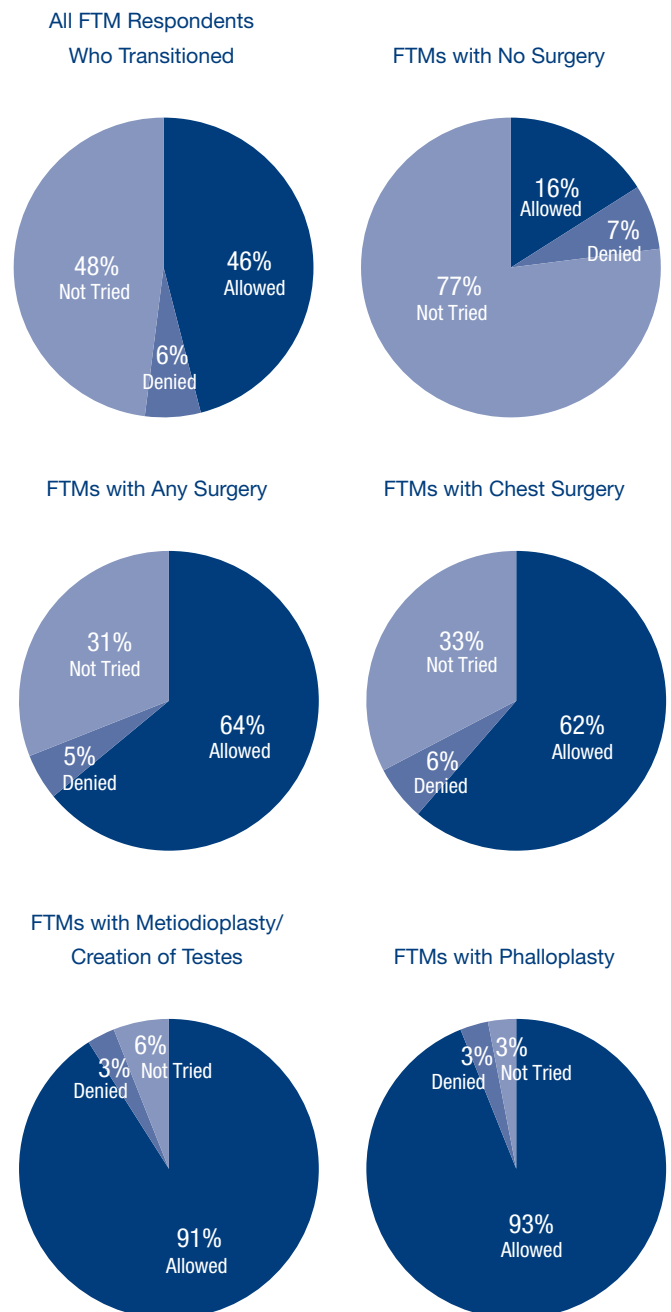 All FTM Respondents
Who Transitioned
48%
Not Tried
46%
Allowed
6%
Denied
FTMs with No Surgery
16%
Allowed
7%
Denied
77%
Not Tried
FTMs with Any Surgery
31%
Not Tried
64%
Allowed
5%
Denied
FTMs with Chest Surgery
33%
Not Tried
62%
Allowed
6%
Denied
FTMs with Metiodioplasty/
Creation of Testes
6%
Not Tried
3%
Denied
91%
Allowed
FTMs with Phalloplasty
3%
Denied
3%
Not Tried
93%
Allowed